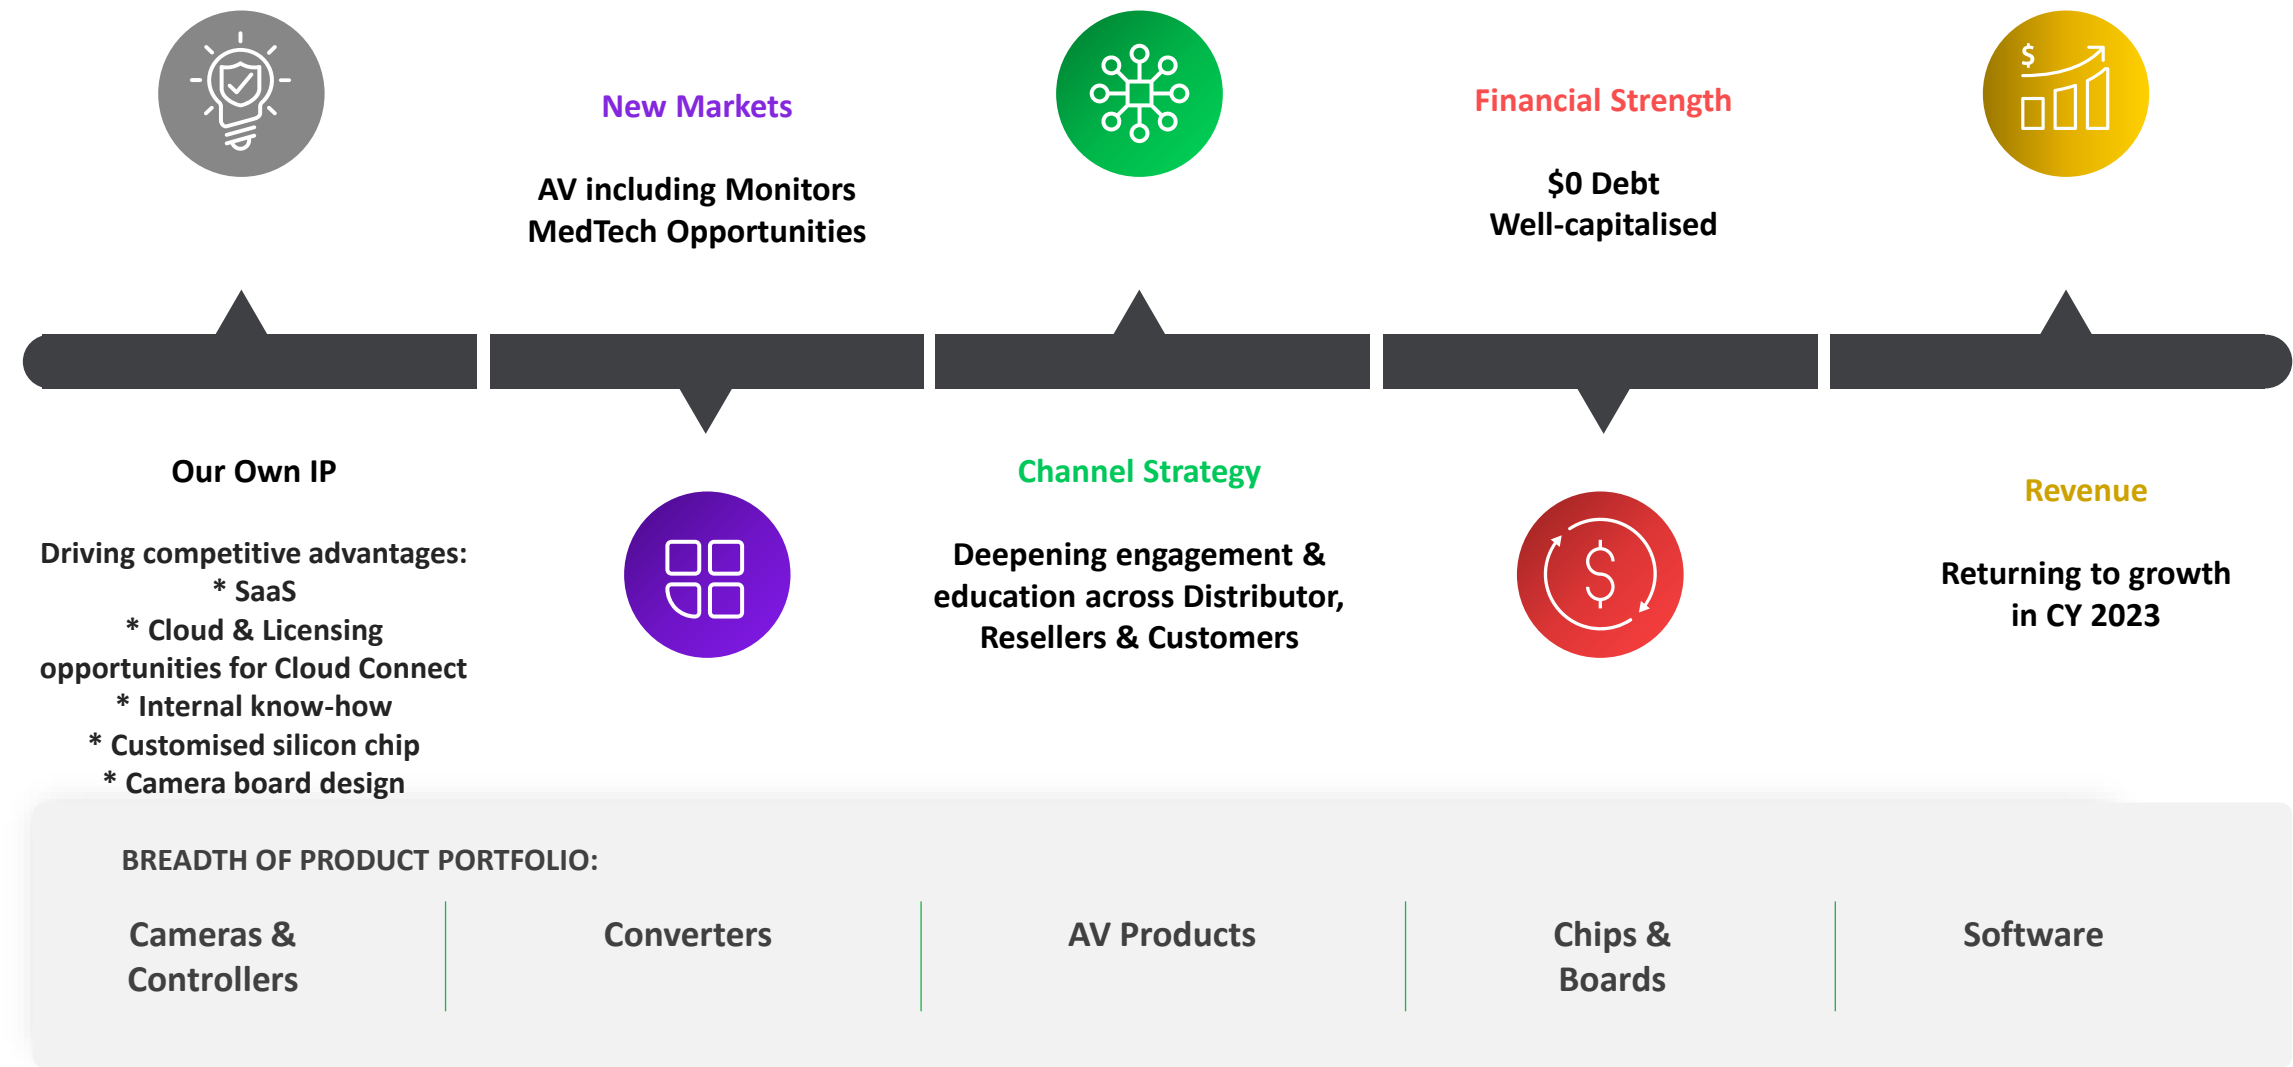 $
New Markets
AV including Monitors
MedTech Opportunities
Financial Strength
$0 Debt
Well-capitalised
Our Own IP
Driving competitive advantages:
* SaaS
* Cloud & Licensing
opportunities for Cloud Connect
* Internal know-how
* Customised silicon chip
* Camera board design
Channel Strategy
Deepening engagement &
education across Distributor,
Resellers & Customers
$
Revenue
Returning to growth
in CY 2023
BREADTH OF PRODUCT PORTFOLIO:
Cameras &
Controllers
Converters
AV Products
Chips &
Boards
Software